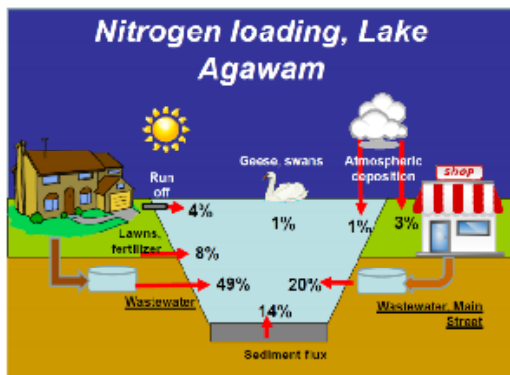 Nitrogen loading, Lake
Agawam
Run
off
Geese, swans
Atmospheric
deposition
shop
4%
1%
1%
3%
Lawns,
fertilizer
8%
49%
20%
Wastewater
14%
Wastewater, Main
Street
Sediment flux